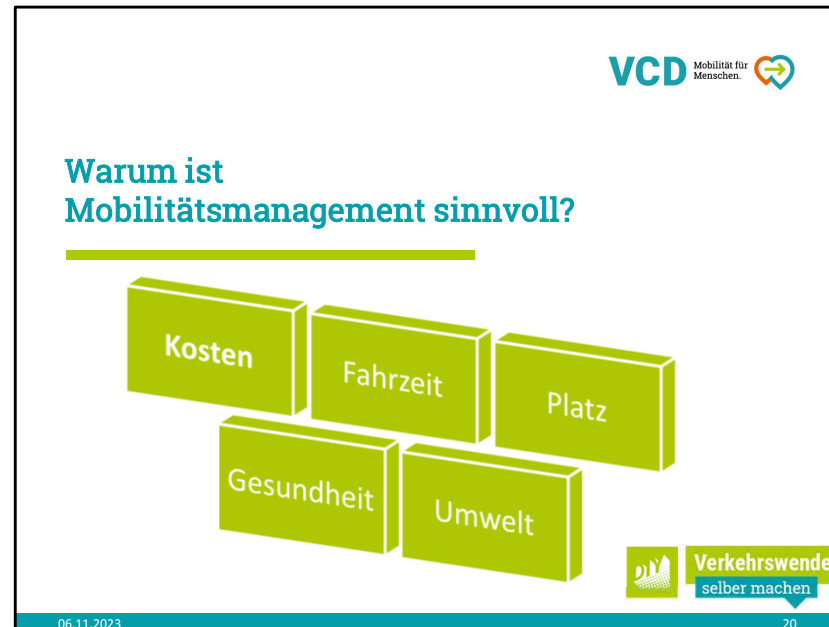 VCD Mobilität für
Menschen.
Warum ist
Mobilitätsmanagement sinnvoll?
Kosten
Fahrzeit
Platz
Gesundheit
Umwelt
DIY
Verkehrswende
selber machen
06.11.2023
20